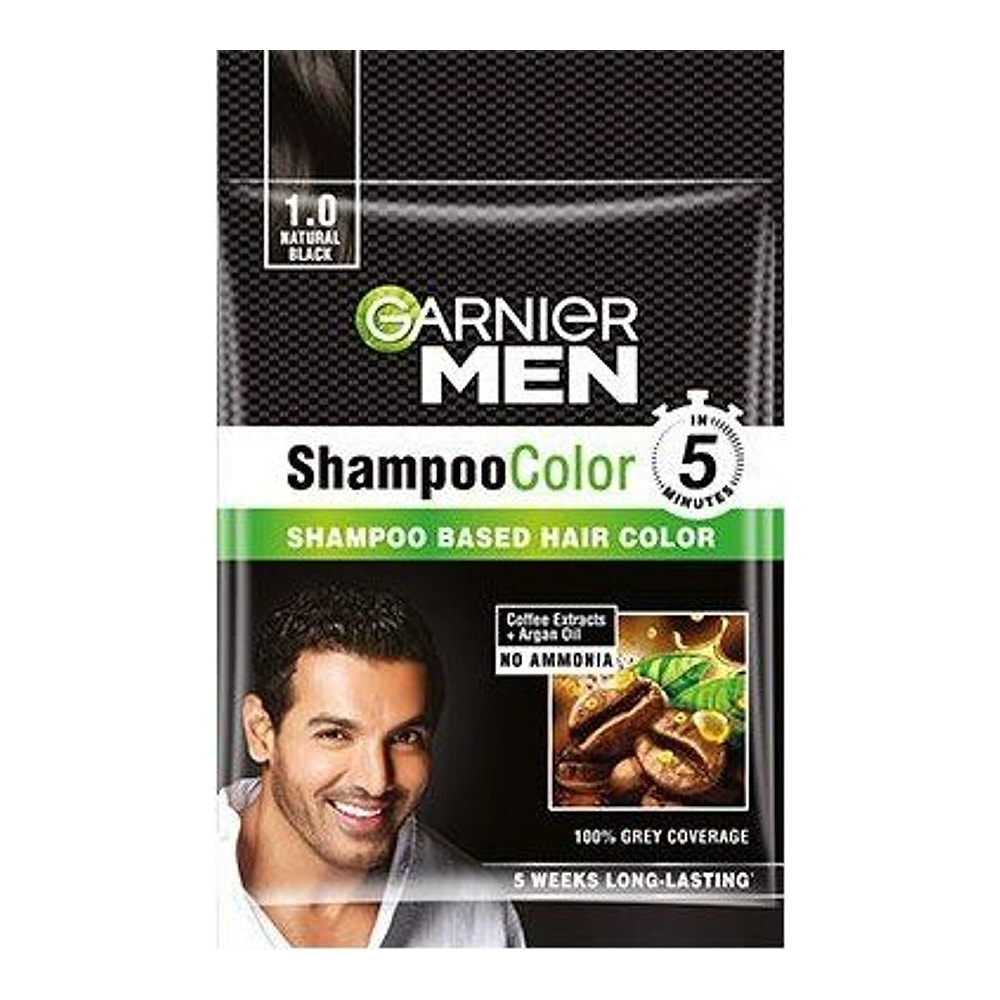 1.0
NATURAL
BLACK
GARNIER
MEN
ShampooColor
IN
5
MINUTES
SHAMPOO BASED HAIR COLOR
Coffee Extracts
+ Argan Oil
NO AMMONIA
100% GREY COVERAGE
5 WEEKS LONG-LASTING